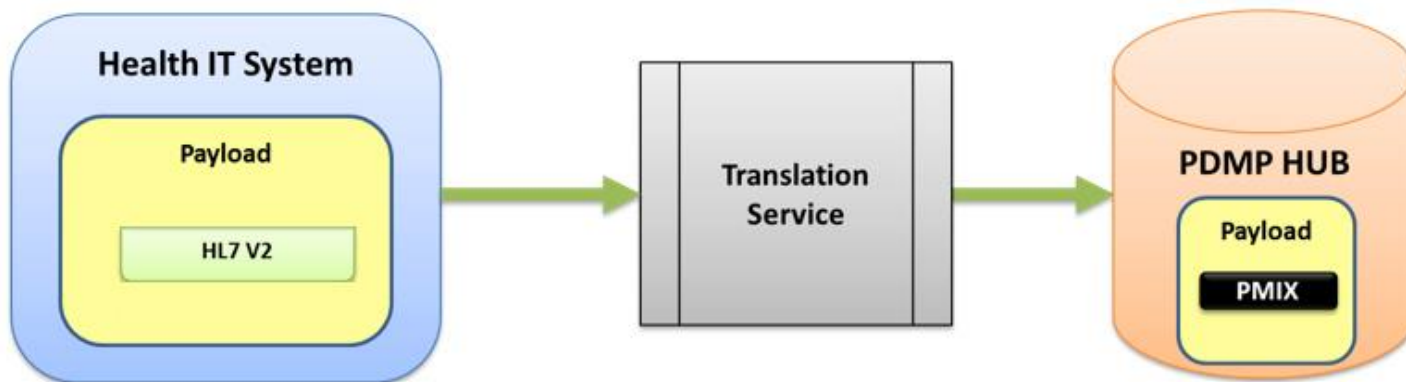 Health IT System
Payload
HL7 V2
Translation
Service
PDMP HUB
Payload
PMIX